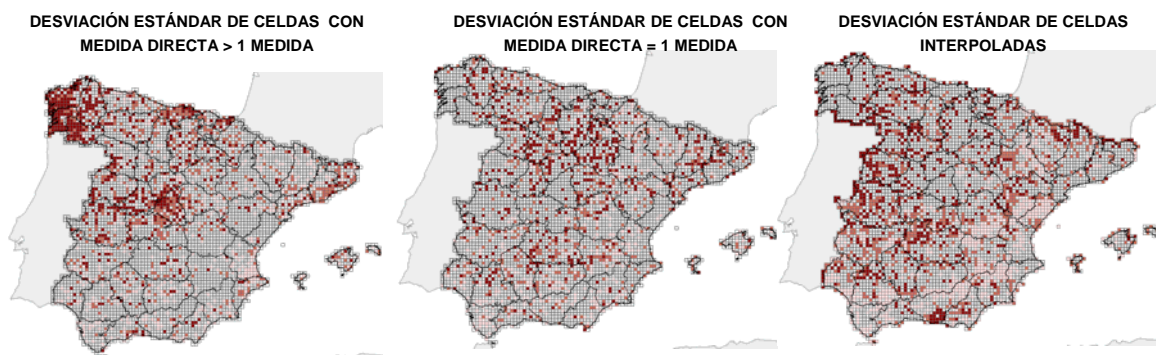 DESVIACIÓN ESTÁNDAR DE CELDAS CON
MEDIDA DIRECTA > 1 MEDIDA
DESVIACIÓN ESTÁNDAR DE CELDAS CON
MEDIDA DIRECTA = 1 MEDIDA
DESVIACIÓN ESTÁNDAR DE CELDAS
INTERPOLADAS